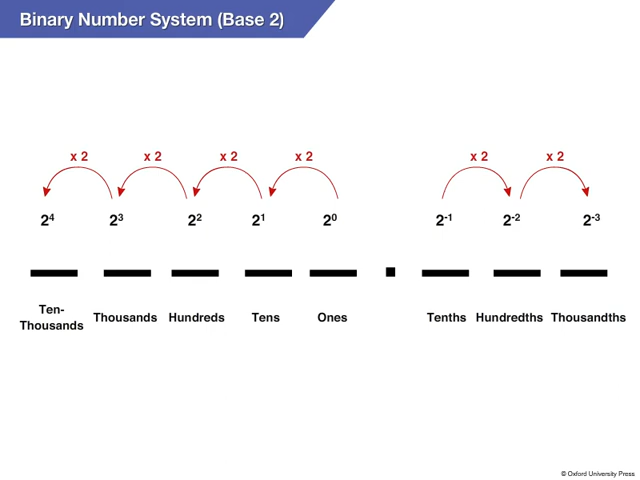 Binary Number System (Base 2)
x 2 x 2 x 2 x 2 x 2 x 2
2⁴ 2³ 2² 2¹ 2⁰ 2⁻¹ 2⁻² 2⁻³
Ten-
Thousands Thousands Hundreds Tens Ones . Tenths Hundredths Thousandths
© Oxford University Press